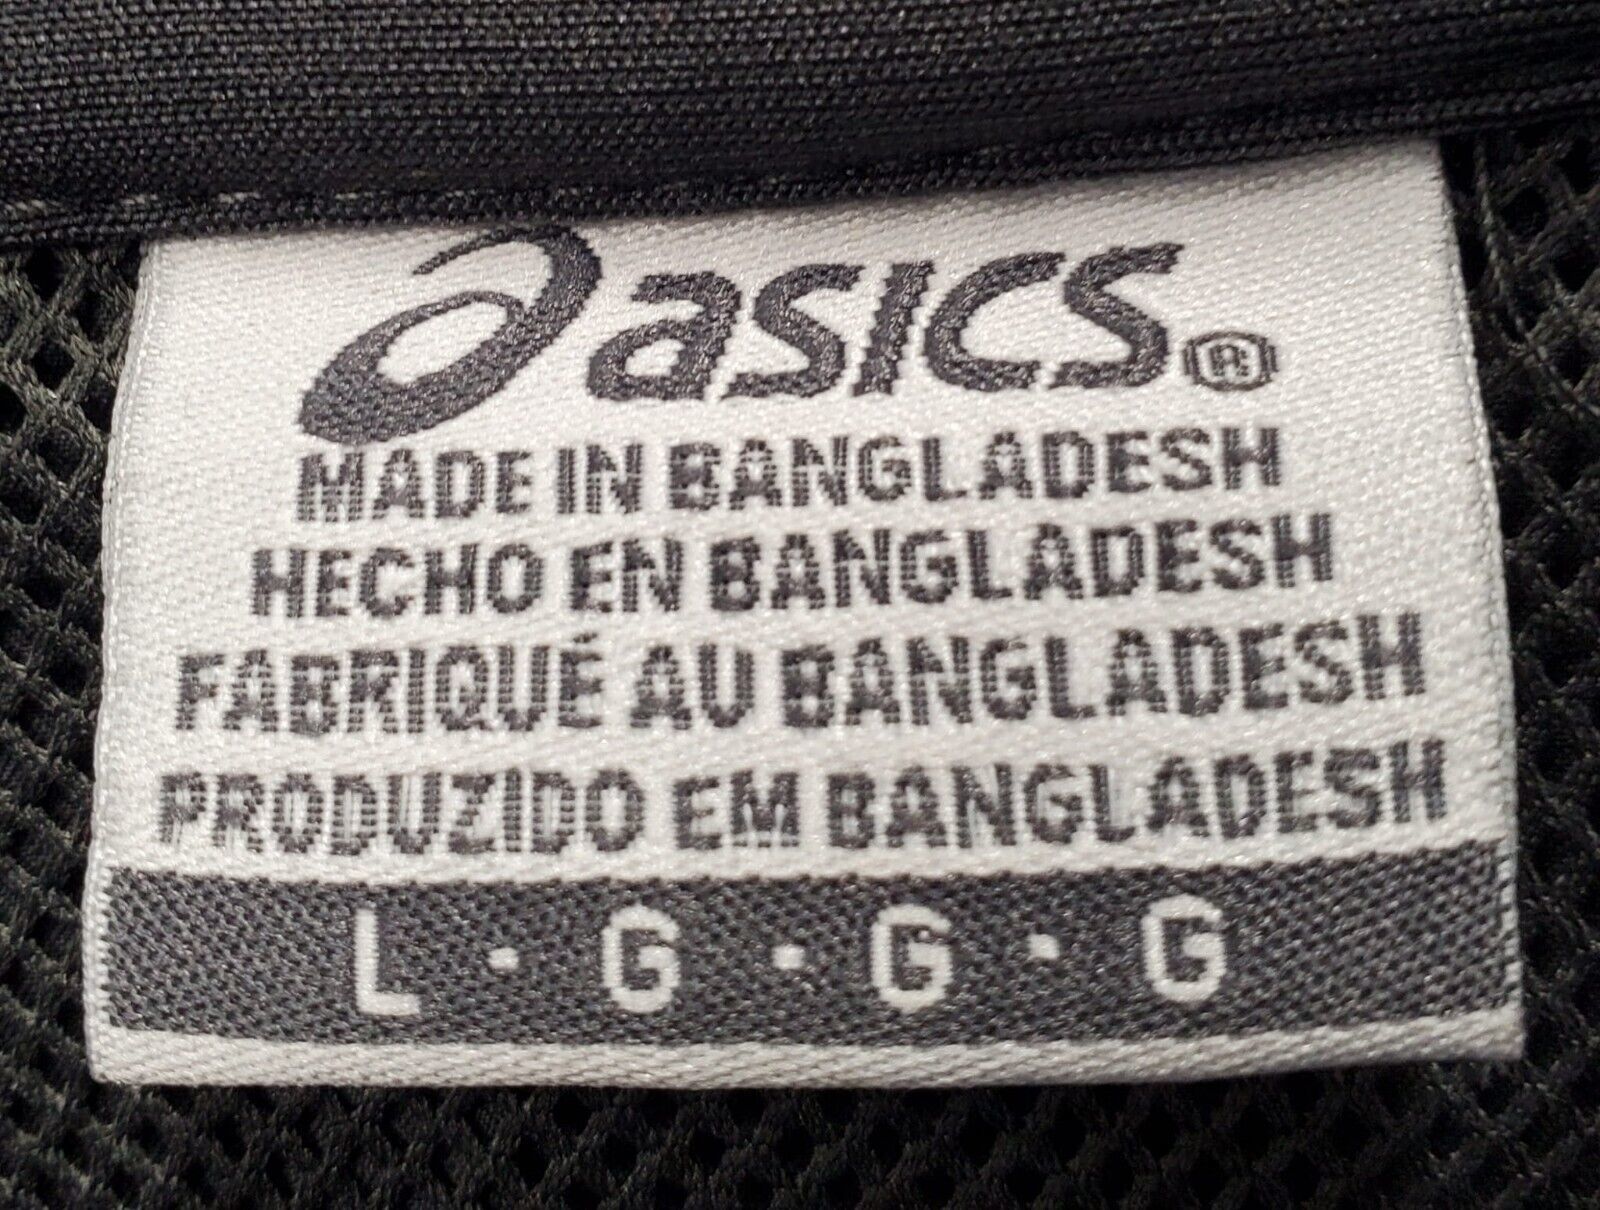 asics®
MADE IN BANGLADESH
HECHO EN BANGLADESH
FABRIQUÉ AU BANGLADESH
PRODUZIDO EM BANGLADESH
L · G · G · G